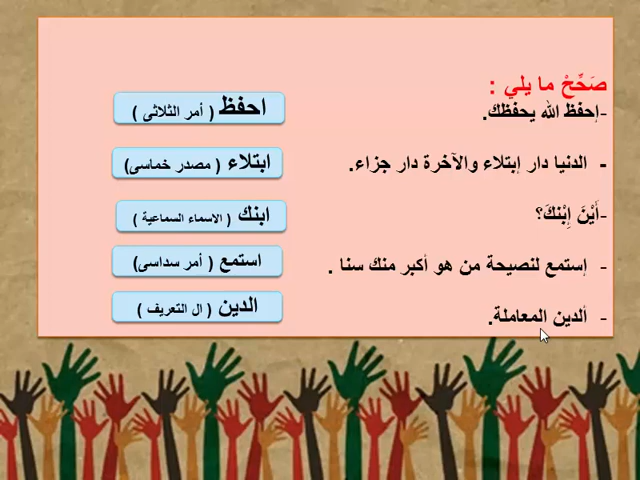 صَحِّحْ ما يلي :
-إحفظ الله يحفظك.
احفظ ( أمر الثلاثى )
- الدنيا دار إبتلاء والآخرة دار جزاء.
ابتلاء ( مصدر خماسى)
-أَيْنَ إِبْنكَ؟
ابنك ( الاسماء السماعية )
- إستمع لنصيحة من هو أكبر منك سنا .
استمع ( أمر سداسى)
- ألدين المعاملة.
الدين ( ال التعريف )